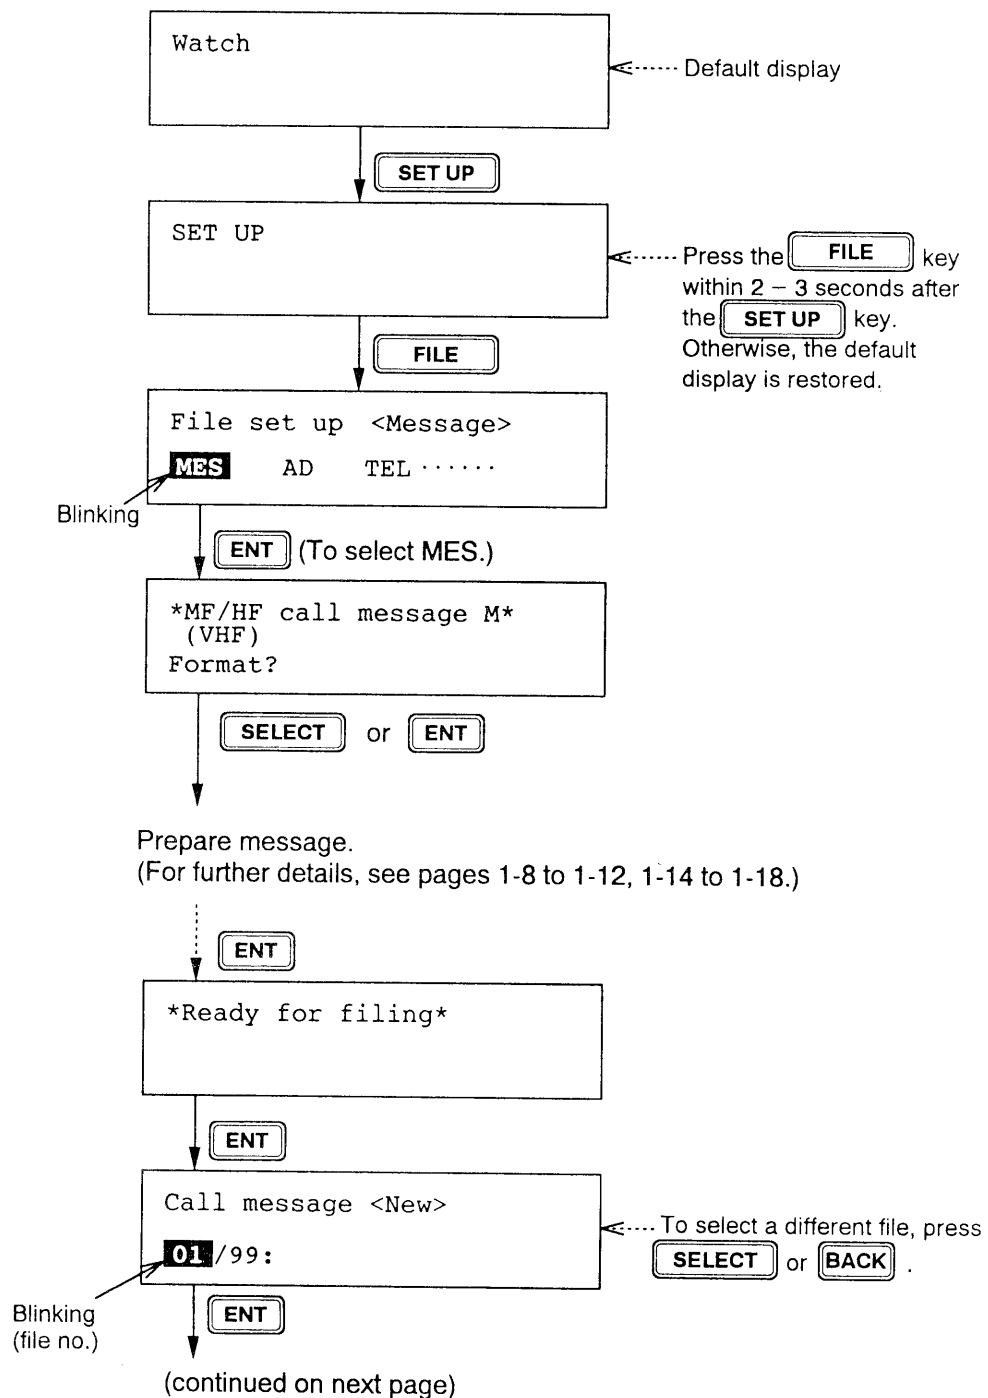 Watch
Default display
SET UP
SET UP
Press the FILE key
within 2 – 3 seconds after
the SET UP key.
Otherwise, the default
display is restored.
FILE
File set up <Message>
MES AD TEL ······
Blinking
ENT (To select MES.)
*MF/HF call message M*
(VHF)
Format?
SELECT or ENT
Prepare message.
(For further details, see pages 1-8 to 1-12, 1-14 to 1-18.)
ENT
*Ready for filing*
ENT
Call message <New>
01/99:
To select a different file, press
SELECT or BACK .
Blinking
(file no.)
ENT
(continued on next page)